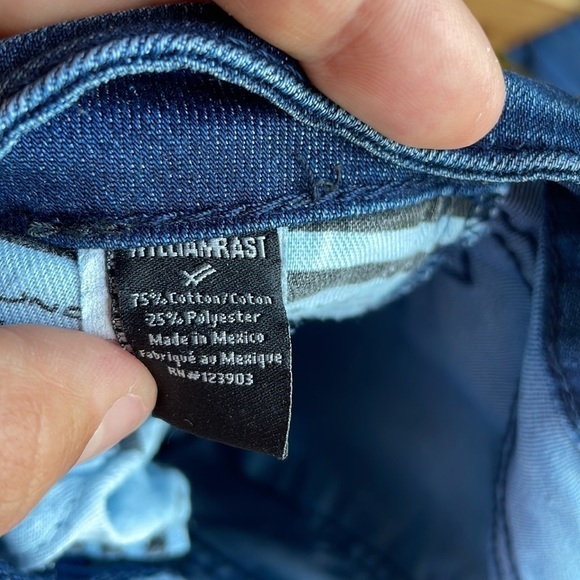 WILLIAM RAST
75% Cotton/Coton
25% Polyester
Made in Mexico
Fabriqué au Mexique
RN#123903